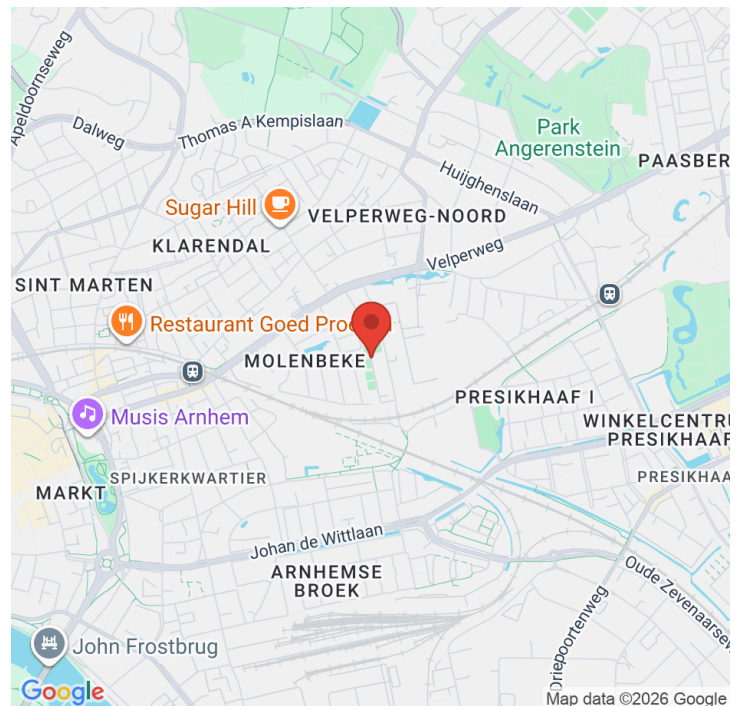 Apeldoornseweg
Dalweg
Thomas A Kempislaan
Park
Angerenstein
Huijghenslaan
PAASBER
Sugar Hill
VELPERWEG-NOORD
KLARENDAL
Velperweg
SINT MARTEN
Restaurant Goed Pro
MOLENBEKE
PRESIKHAAF I
Musis Arnhem
WINKELCENTRU
PRESIKHAAF
SPIJKERKWARTIER
PRESIKHAA
MARKT
Johan de Wittlaan
ARNHEMSE
BROEK
Oude Zevenaarsew
Driepoortenweg
John Frostbrug
Google
Map data ©2026 Google